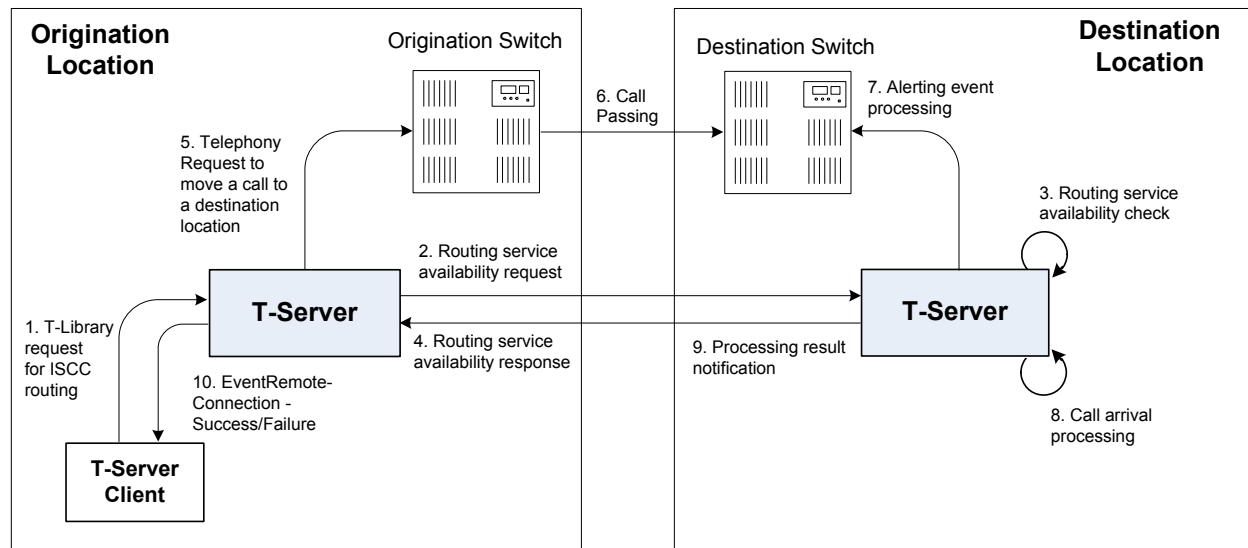 Origination
Location
Origination Switch
Destination Switch
Destination
Location
5. Telephony
Request to
move a call to
a destination
location
6. Call
Passing
7. Alerting event
processing
3. Routing service
availability check
2. Routing service
availability request
T-Server
T-Server
1. T-Library
request
for ISCC
routing
4. Routing service
availability response
9. Processing result
notification
10. EventRemote-
Connection -
Success/Failure
8. Call arrival
processing
T-Server
Client